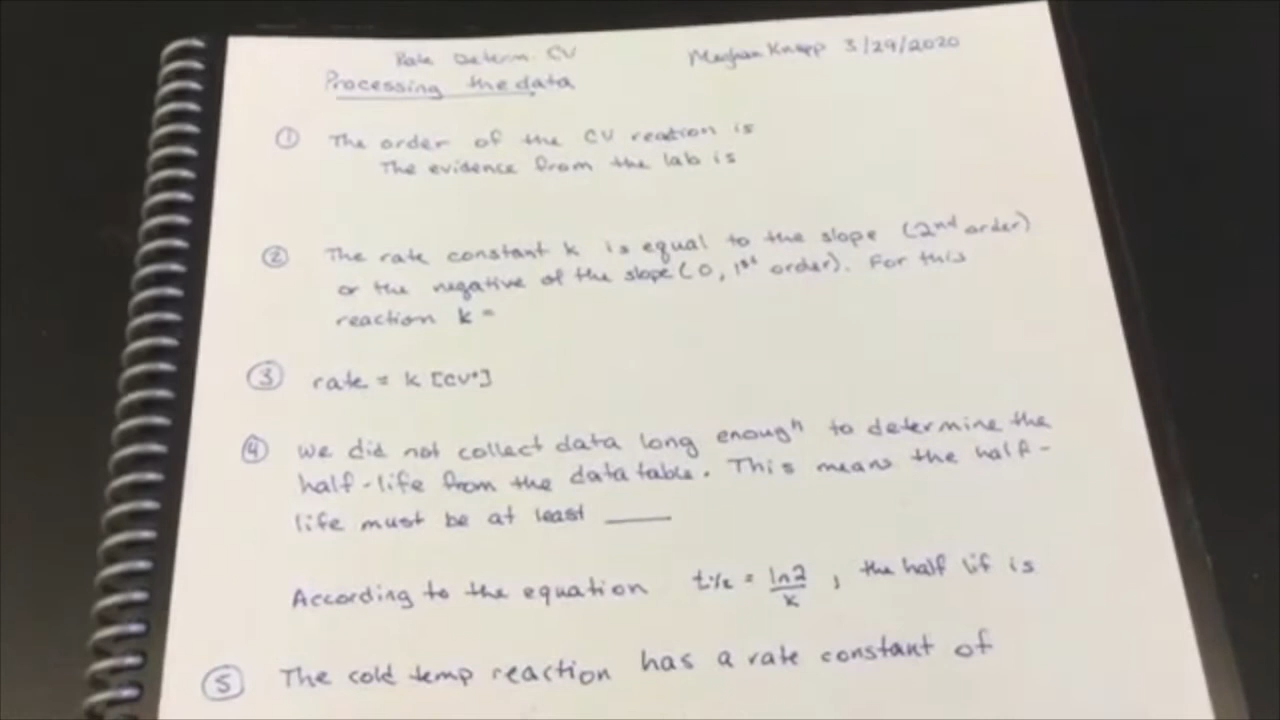 Rate Determ. CV Meghan Knapp 3/29/2020
Processing the data
① The order of the CV reation is
The evidence from the lab is
② The rate constant k is equal to the slope (2nd order)
or the negative of the slope (0, 1st order). For this
reaction k =
③ rate = k [CV+]
④ We did not collect data long enough to determine the
half-life from the data table. This means the half-
life must be at least ____
According to the equation t½ = ln2/k , the half lif is
⑤ The cold temp reaction has a rate constant of